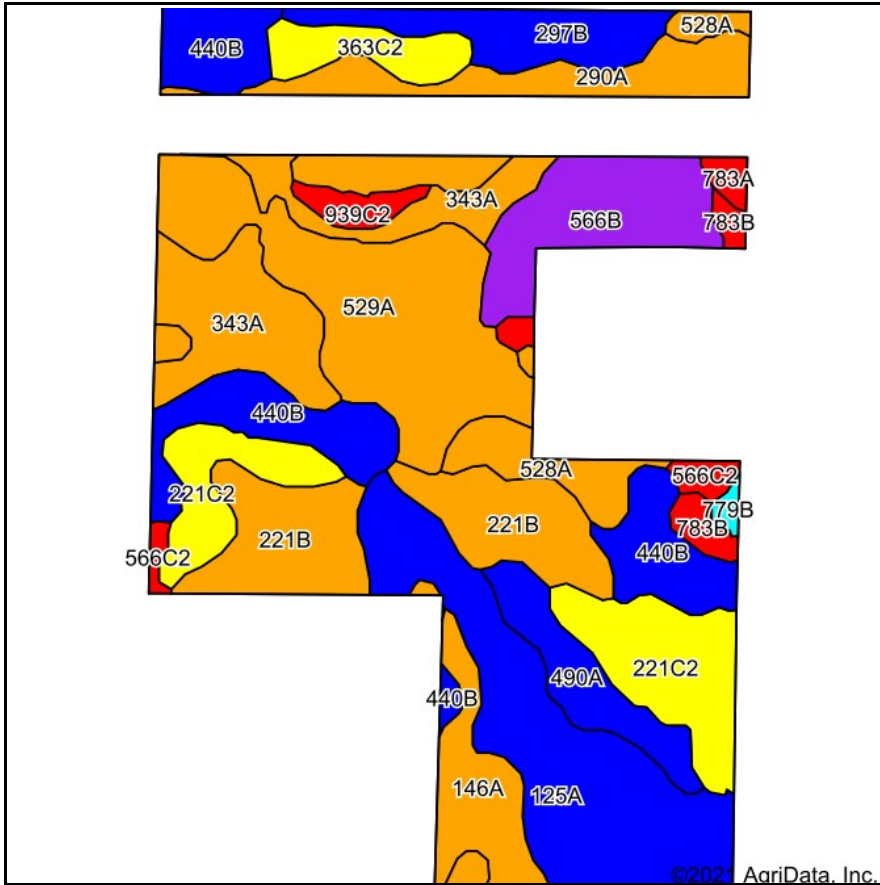 528A
440B
363C2
297B
290A
783A
939C2
343A
566B
783B
529A
343A
440B
528A
566C2
221C2
779B
783B
221B
221B
440B
566C2
221C2
490A
440B
146A
125A
©2021 AgriData, Inc.